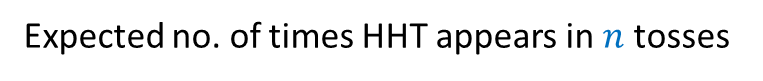 Expected no. of times HHT appears in n tosses